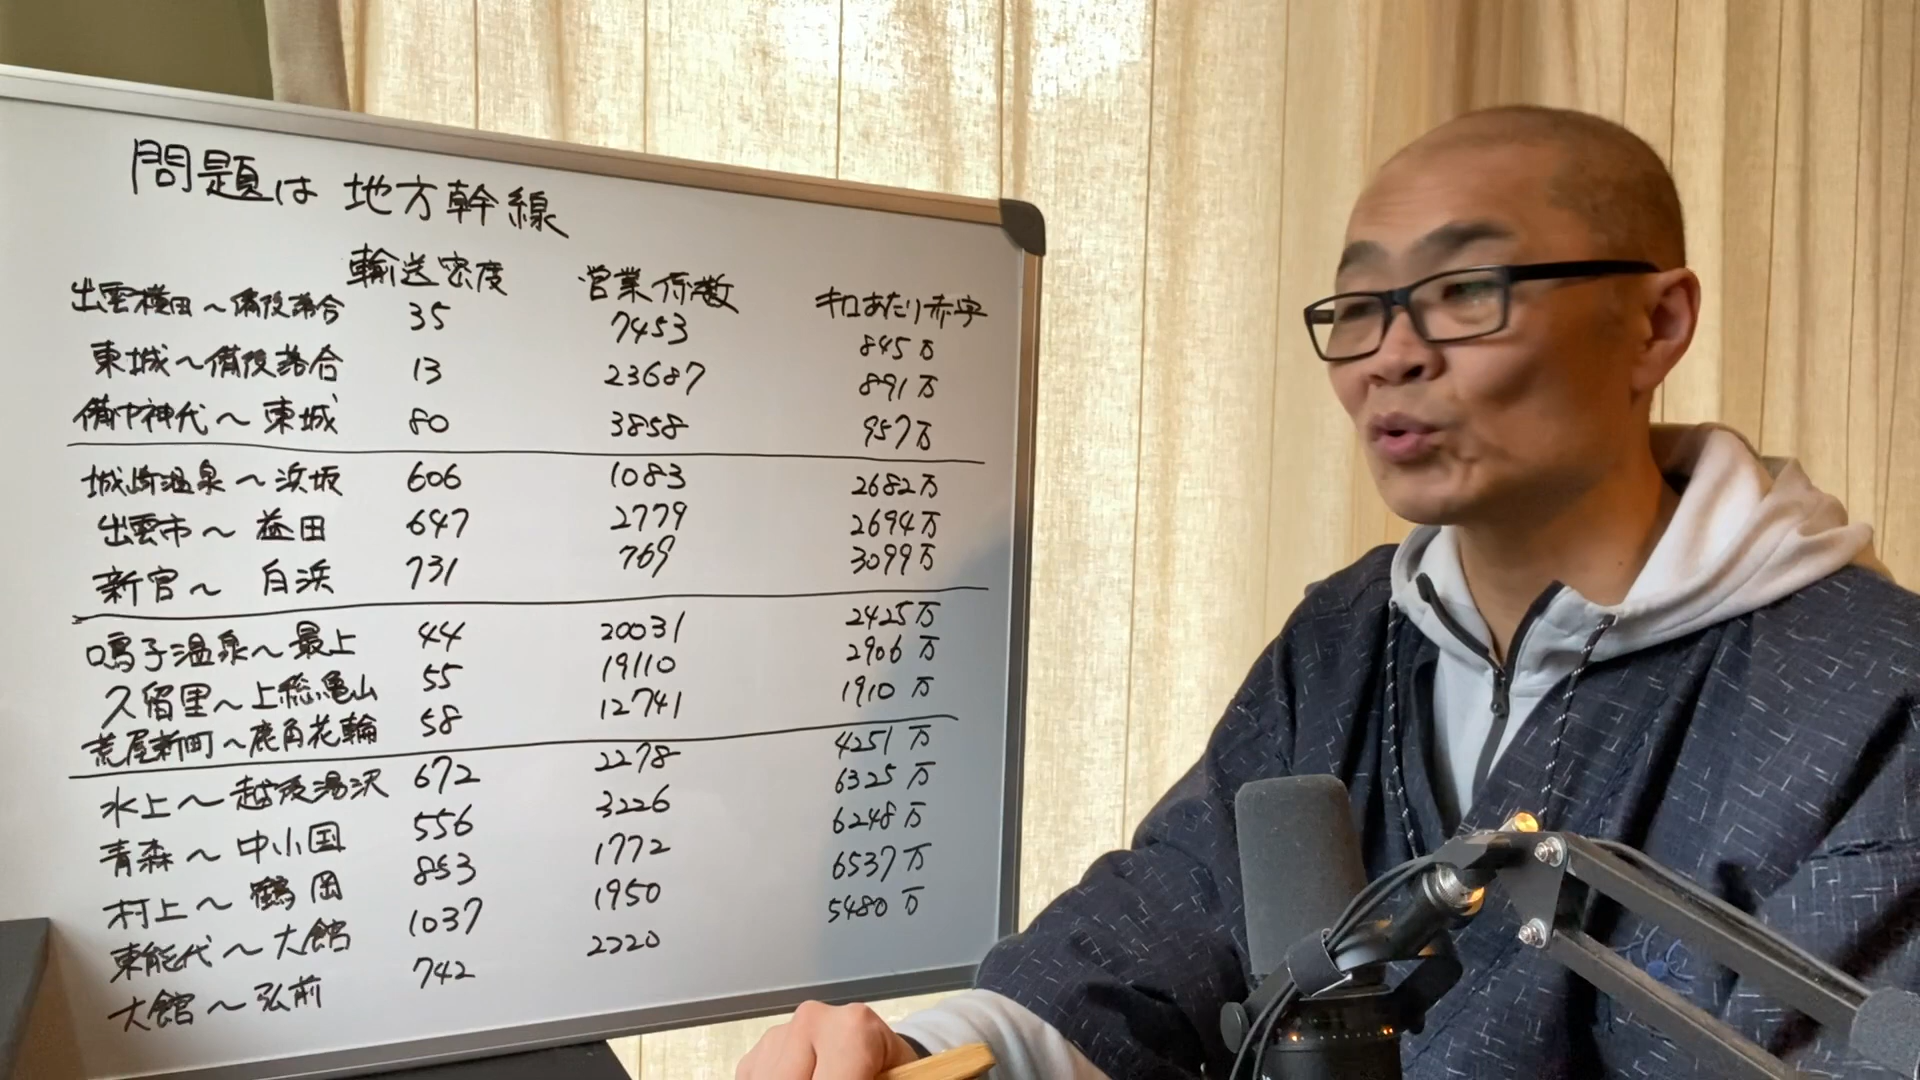 問題は 地方幹線
輸送密度 営業係数 キロあたり赤字
出雲横田～備後落合 35 7453 845万
東城～備後落合 13 23687 891万
備中神代～東城 80 3858 957万
城崎温泉～浜坂 606 1083 2682万
出雲市～益田 647 2779 2694万
新宮～白浜 731 769 3099万
鳴子温泉～最上 44 20031 2425万
久留里～上総亀山 55 19110 2906万
荒屋新町～鹿角花輪 58 12741 1910万
水上～越後湯沢 672 2278 4251万
青森～中小国 556 3226 6325万
村上～鶴岡 853 1772 6248万
東能代～大館 1037 1950 6537万
大館～弘前 742 2220 5480万